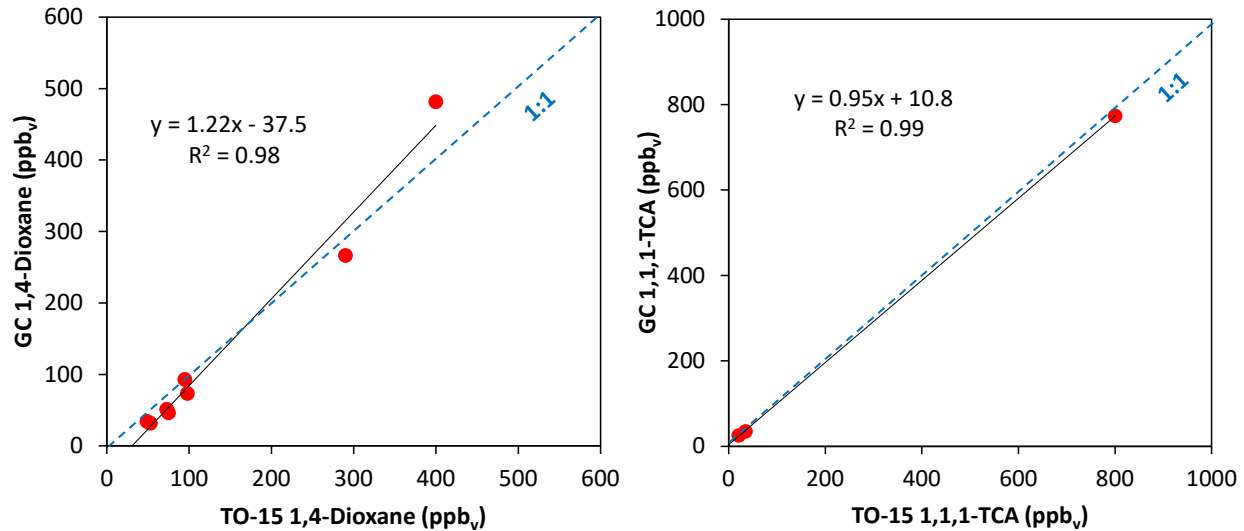 600
500
400
300
200
100
0
GC 1,4-Dioxane (ppbᵥ)
y = 1.22x - 37.5
R² = 0.98
1:1
0 100 200 300 400 500 600
TO-15 1,4-Dioxane (ppbᵥ)
1000
800
600
400
200
0
GC 1,1,1-TCA (ppbᵥ)
y = 0.95x + 10.8
R² = 0.99
1:1
0 200 400 600 800 1000
TO-15 1,1,1-TCA (ppbᵥ)